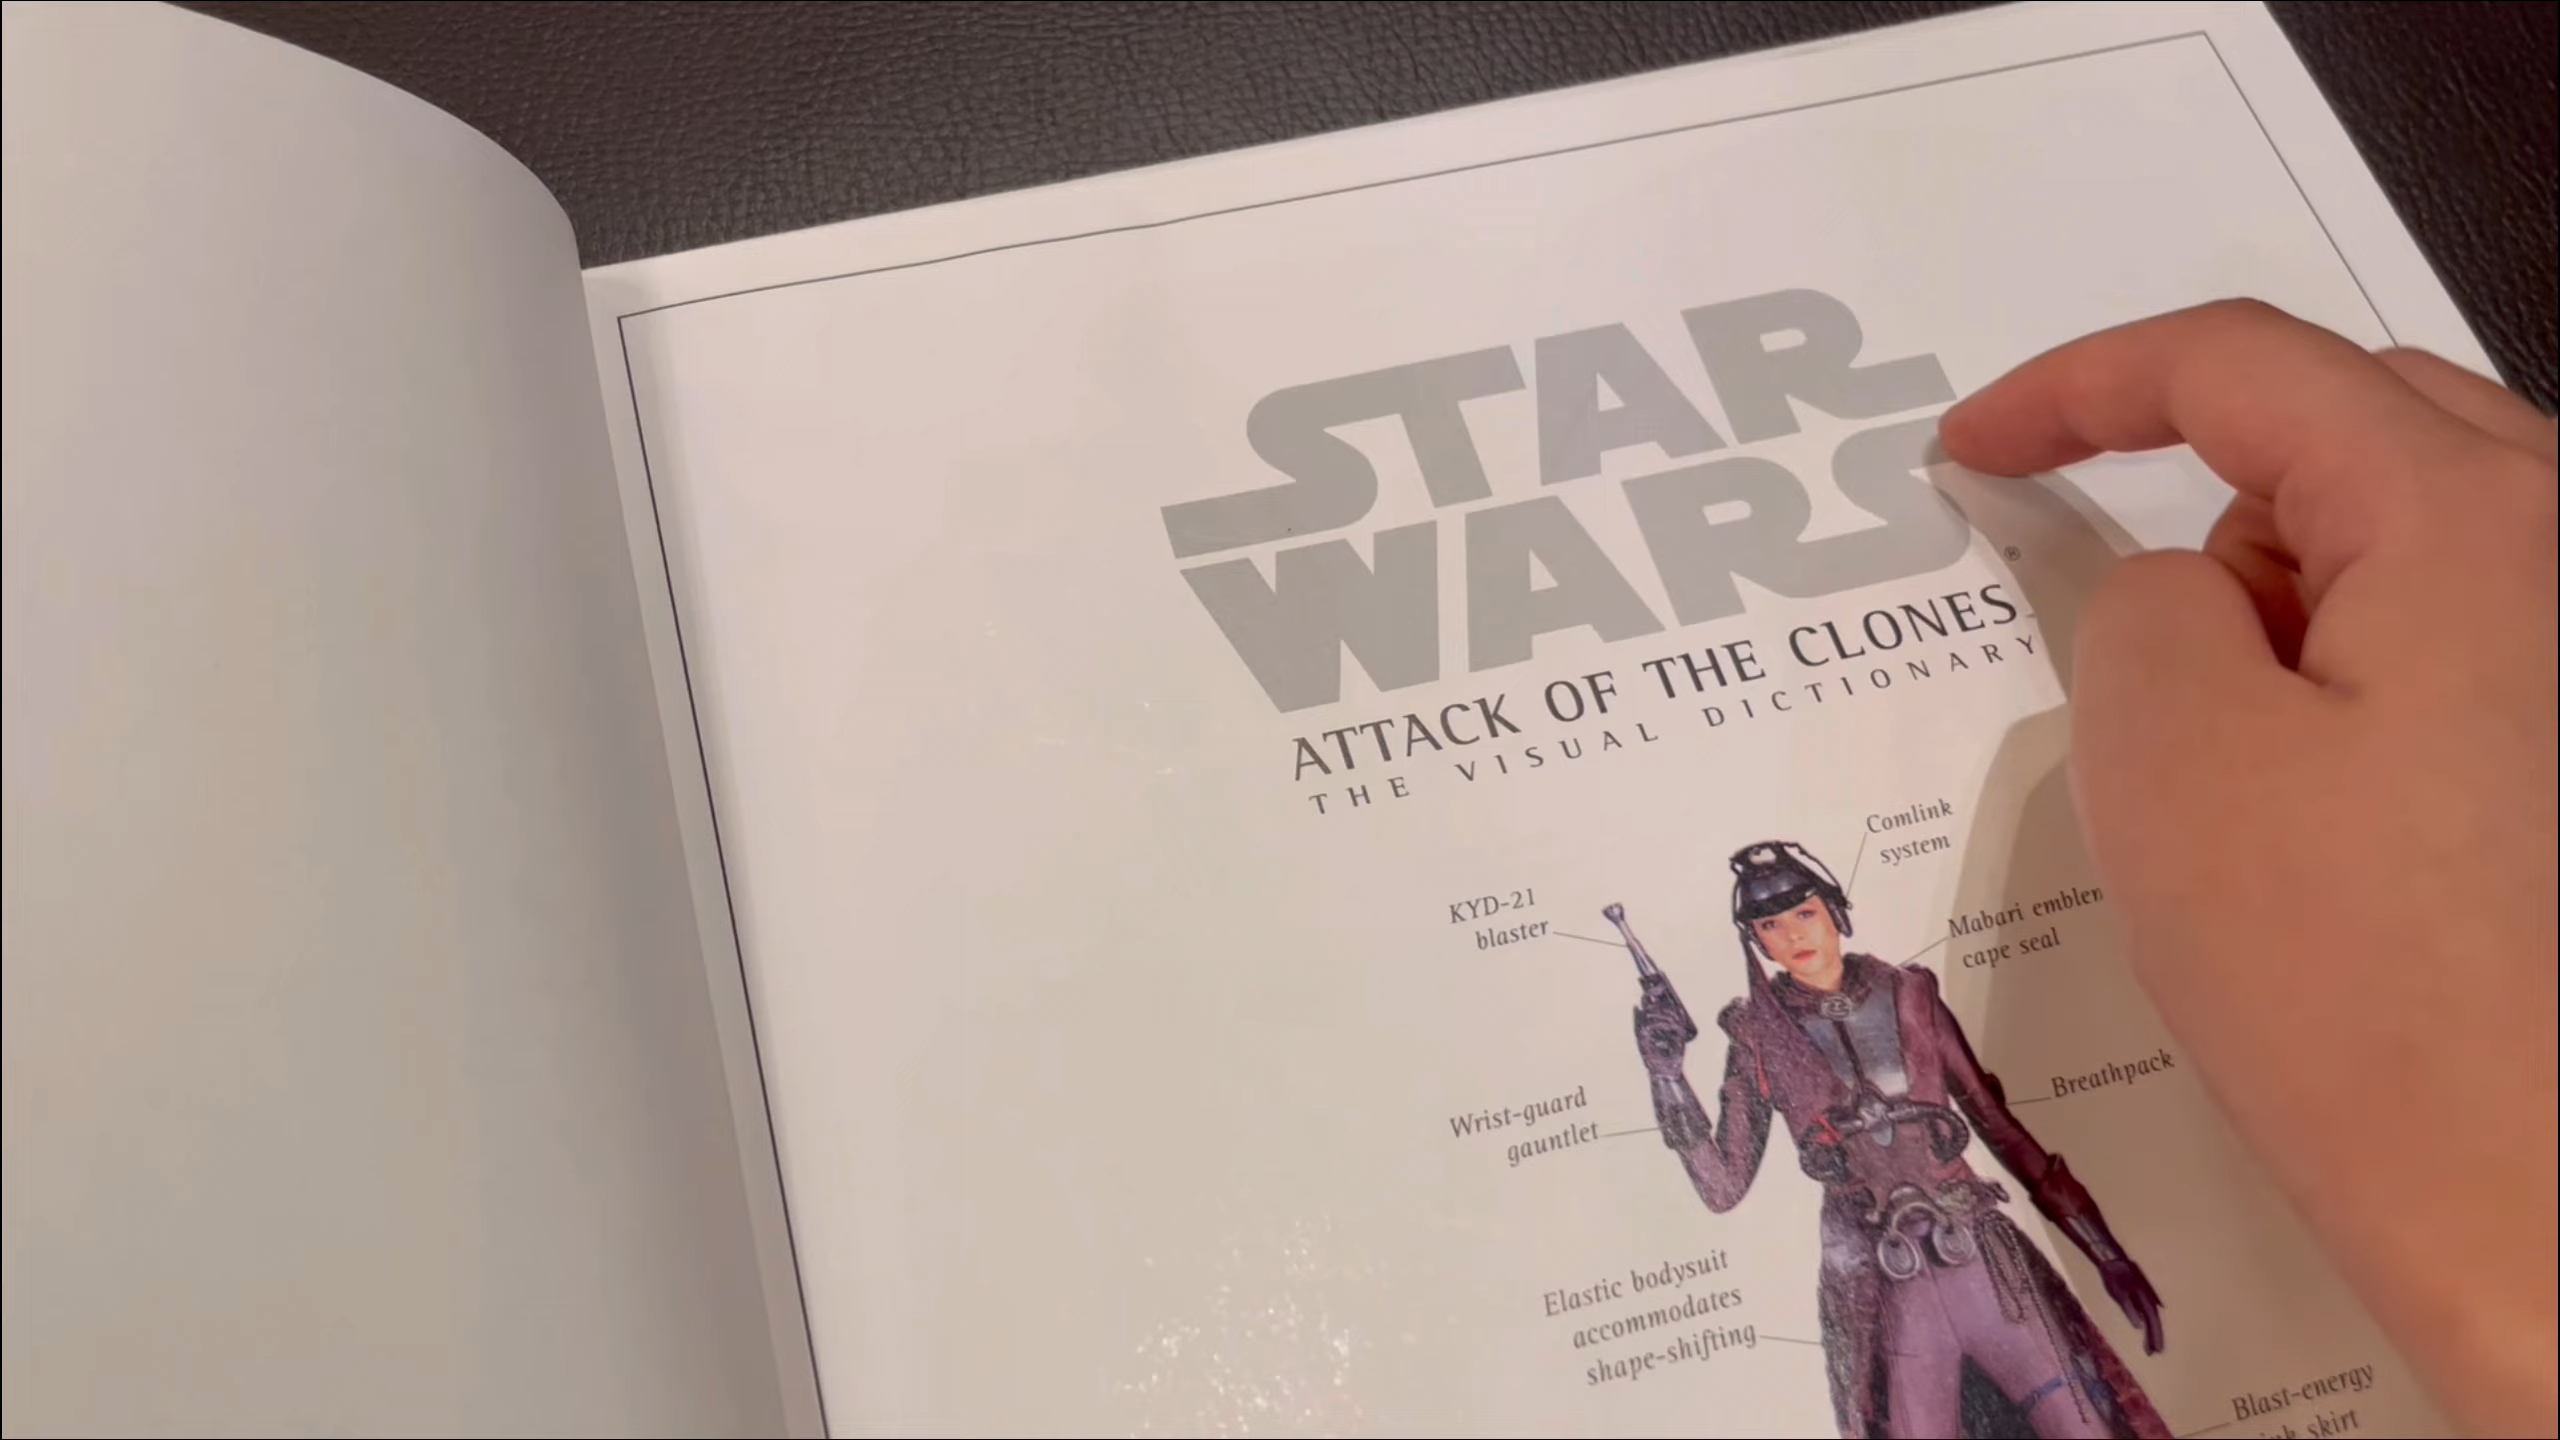 STAR
WARS
®
ATTACK OF THE CLONES
THE VISUAL DICTIONARY
Comlink
system
KYD-21
blaster
Mabari
cape seal
Breathpack
Wrist-guard
gauntlet
Elastic bodysuit
accommodates
shape-shifting
Blast-energy
skirt